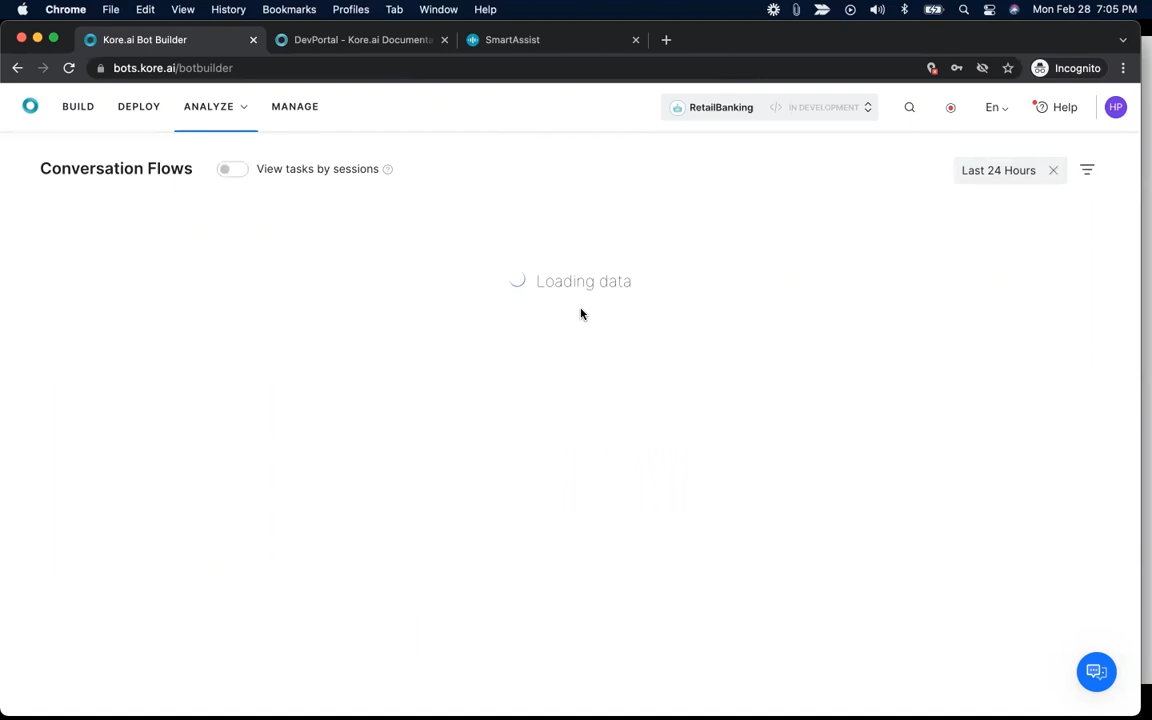 Chrome File Edit View History Bookmarks Profiles Tab Window Help Mon Feb 28 7:05 PM
Kore.ai Bot Builder DevPortal - Kore.ai Documenta SmartAssist
bots.kore.ai/botbuilder Incognito
BUILD DEPLOY ANALYZE MANAGE RetailBanking IN DEVELOPMENT En Help HP
Conversation Flows View tasks by sessions Last 24 Hours
Loading data